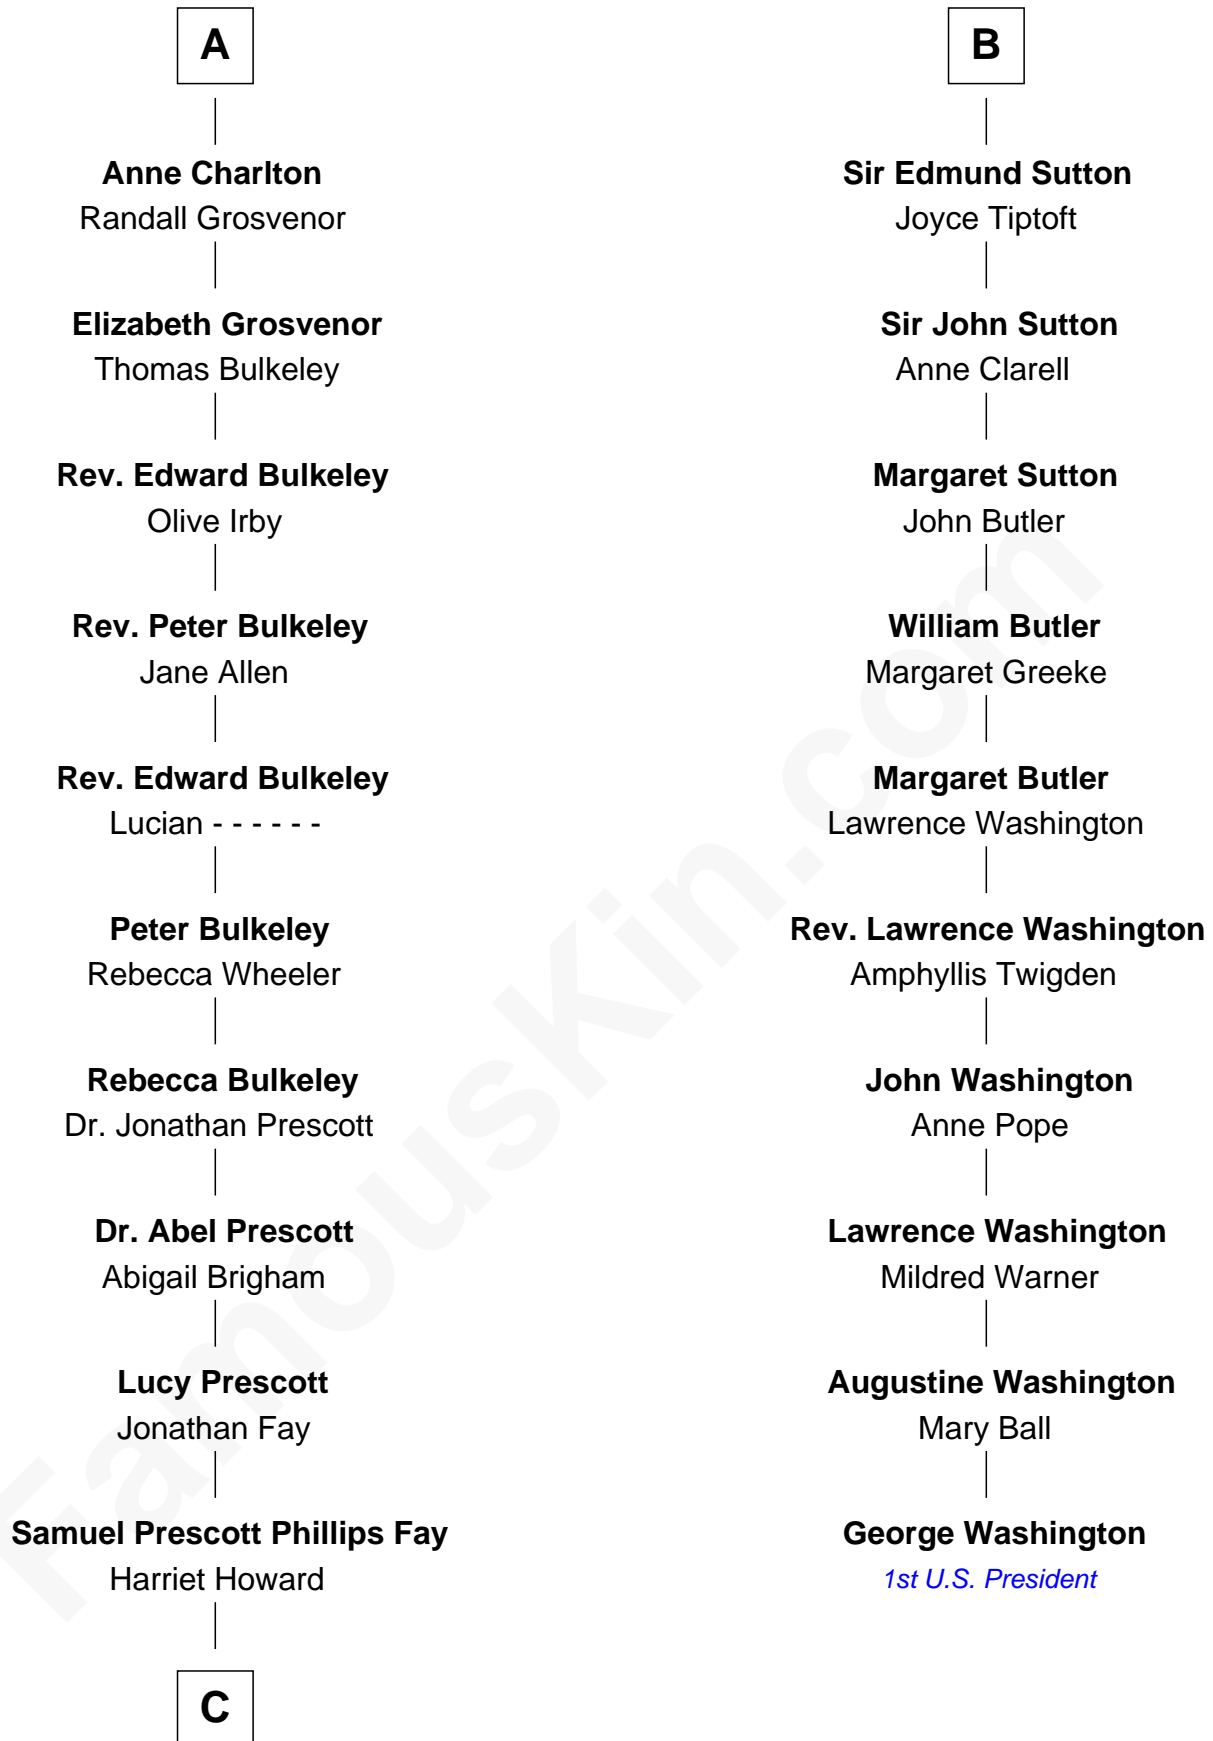 A
Anne Charlton
Randall Grosvenor
Elizabeth Grosvenor
Thomas Bulkeley
Rev. Edward Bulkeley
Olive Irby
Rev. Peter Bulkeley
Jane Allen
Rev. Edward Bulkeley
Lucian - - - - - -
Peter Bulkeley
Rebecca Wheeler
Rebecca Bulkeley
Dr. Jonathan Prescott
Dr. Abel Prescott
Abigail Brigham
Lucy Prescott
Jonathan Fay
Samuel Prescott Phillips Fay
Harriet Howard
C
B
Sir Edmund Sutton
Joyce Tiptoft
Sir John Sutton
Anne Clarell
Margaret Sutton
John Butler
William Butler
Margaret Greeke
Margaret Butler
Lawrence Washington
Rev. Lawrence Washington
Amphyllis Twigden
John Washington
Anne Pope
Lawrence Washington
Mildred Warner
Augustine Washington
Mary Ball
George Washington
1st U.S. President
FamousKin.com